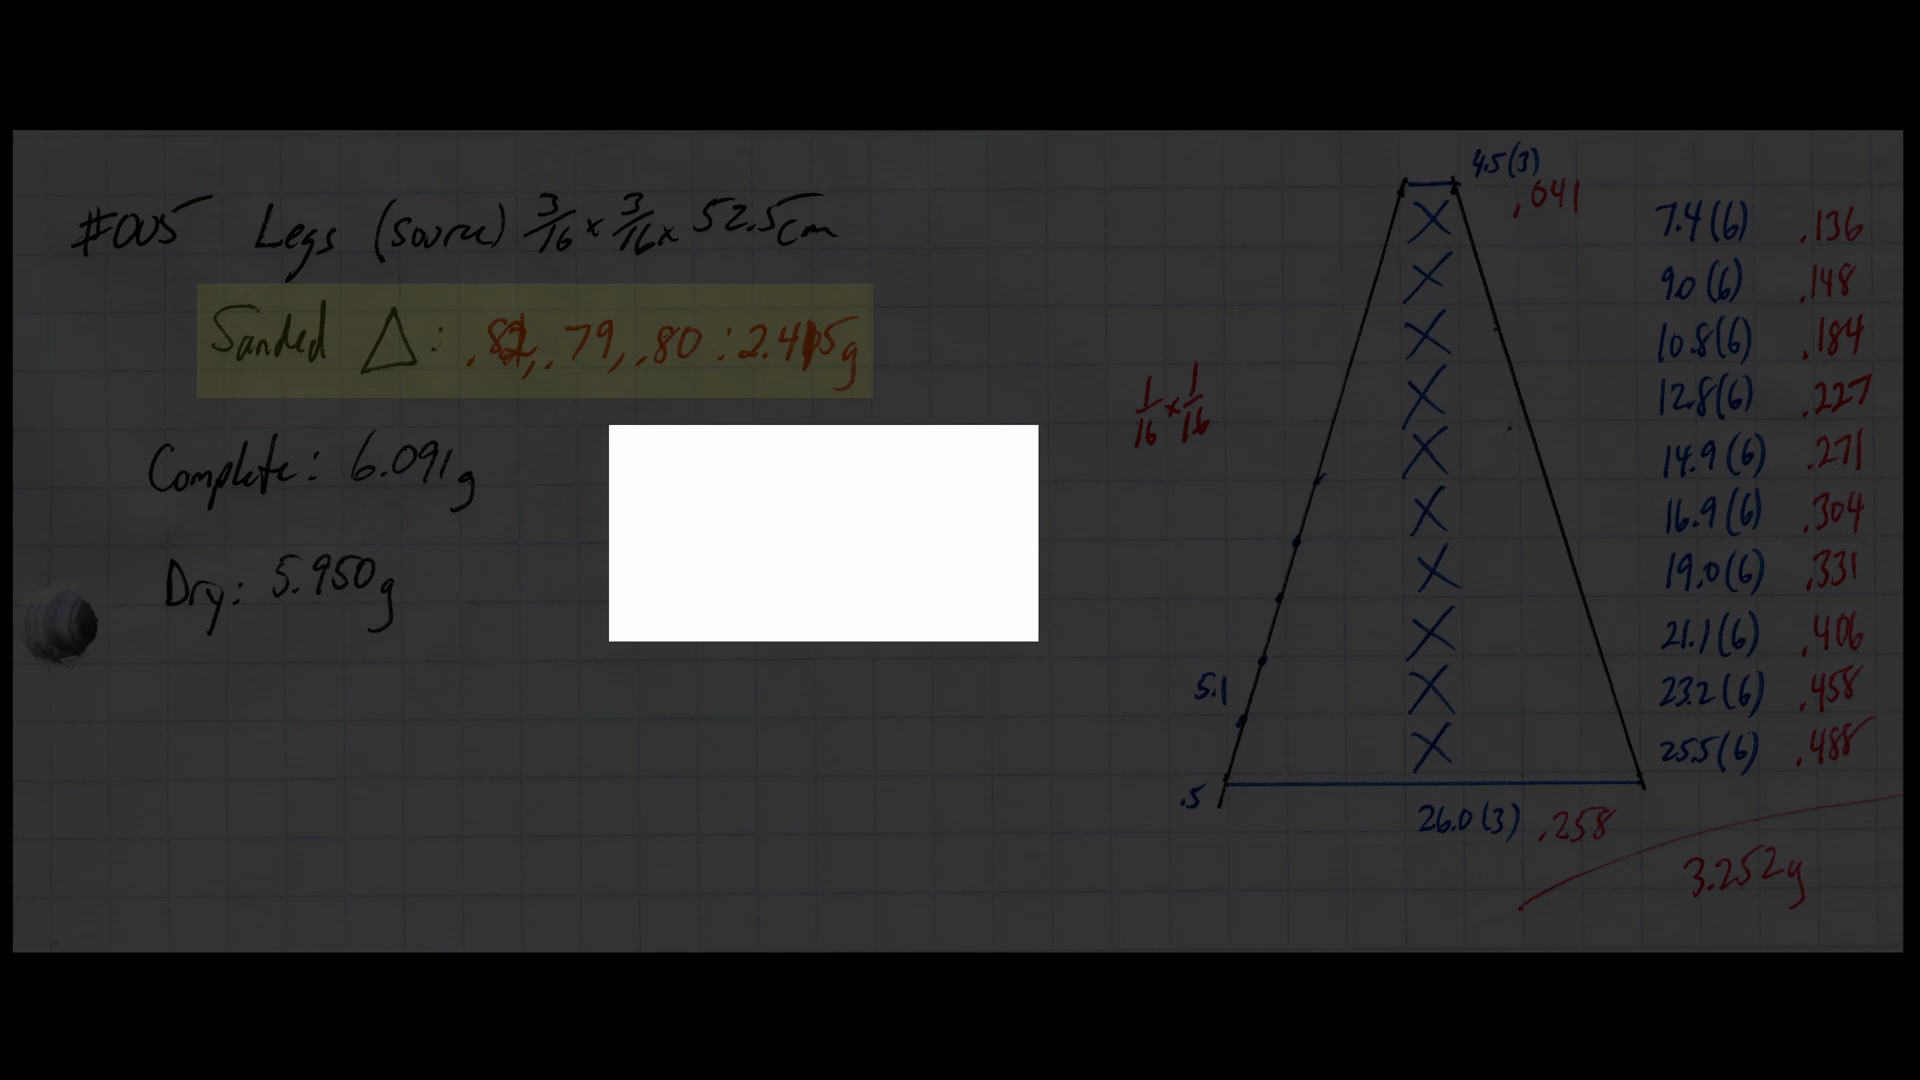 #005 Legs (source) 3/16 x 3/16 x 52.5cm
Sanded △: .82, .79, .80 : 2.415g
Complete: 6.091g
Dry: 5.950g
4.5(3) .041
1/16 x 1/16
7.4(6) .136
9.0(6) .148
10.8(6) .184
12.8(6) .227
14.9(6) .271
16.9(6) .304
19.0(6) .331
21.1(6) .406
23.2(6) .458
25.5(6) .488
5.1
.5
26.0(3) .258
3.252g